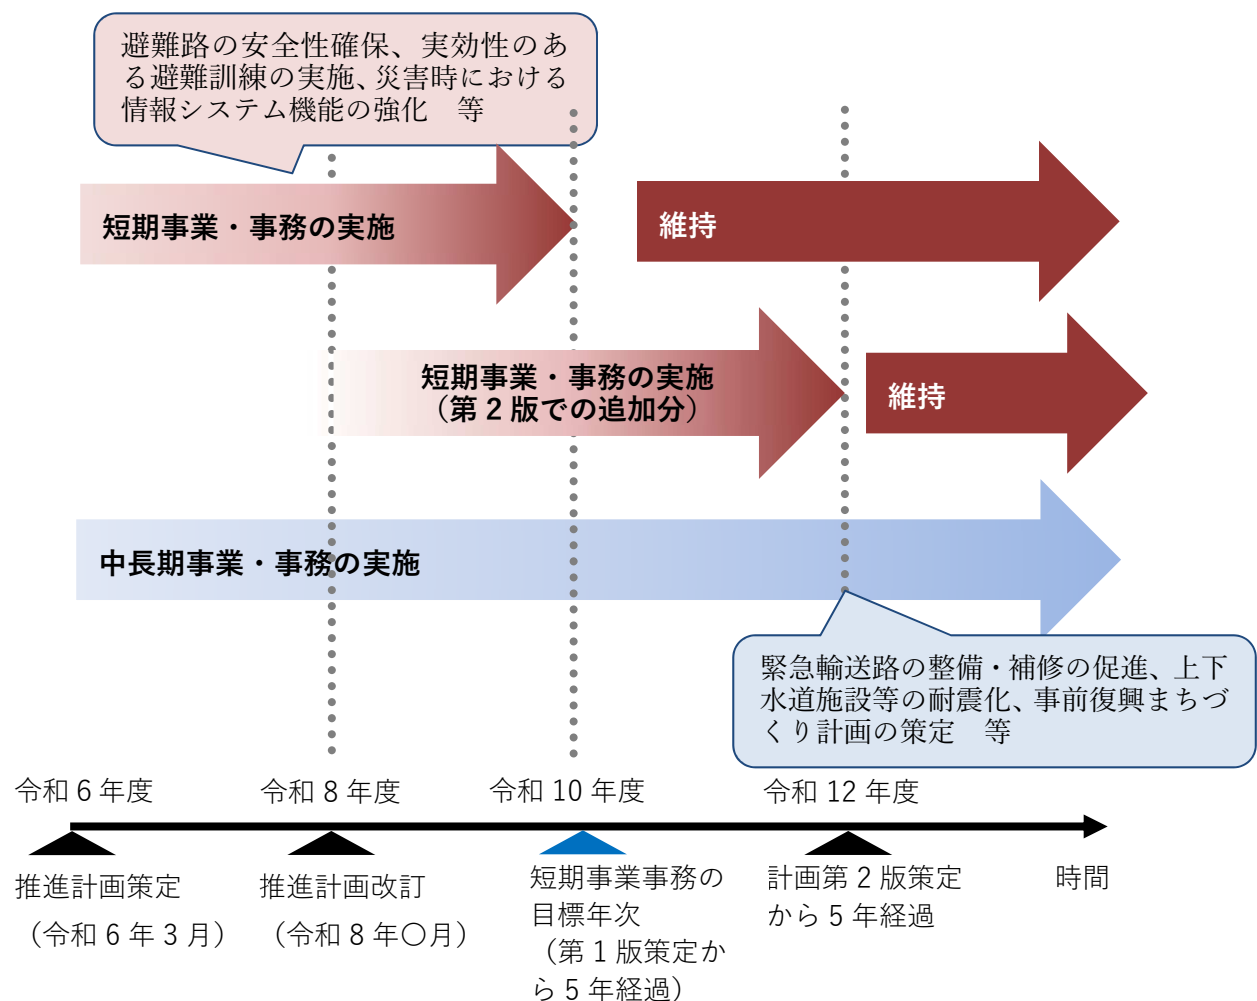 避難路の安全性確保、実効性のあ
る避難訓練の実施、災害時における
情報システム機能の強化　等
短期事業・事務の実施
維持
短期事業・事務の実施
（第２版での追加分）
維持
中長期事業・事務の実施
緊急輸送路の整備・補修の促進、上下
水道施設等の耐震化、事前復興まちづ
くり計画の策定　等
令和 6 年度
令和 8 年度
令和 10 年度
令和 12 年度
推進計画策定
（令和 6 年 3 月）
推進計画改訂
（令和 8 年〇月）
短期事業事務の
目標年次
（第 1 版策定か
ら 5 年経過）
計画第 2 版策定
から 5 年経過
時間